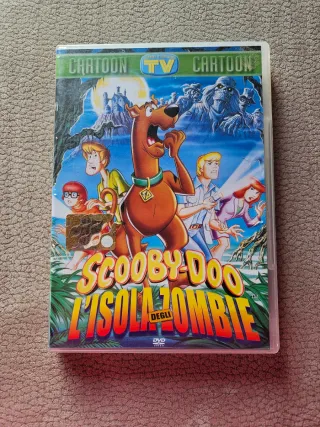 CARTOON TV CARTOON
SCOOBY-DOO
L'ISOLA DEGLI ZOMBIE
DVD